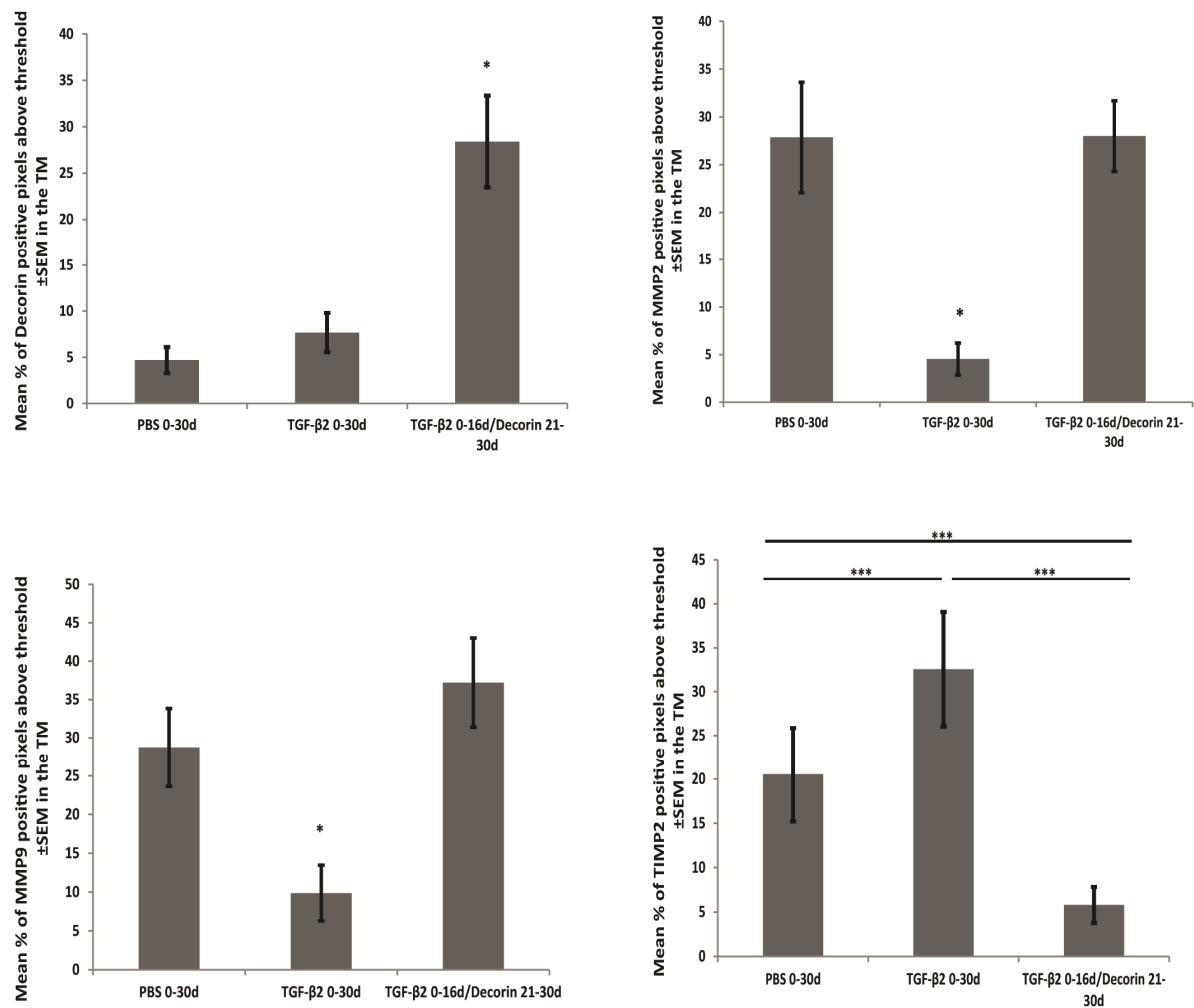 Mean % of Decorin positive pixels above threshold
±SEM in the TM
40
35
30
25
20
15
10
5
0
*
PBS 0-30d
TGF-β2 0-30d
TGF-β2 0-16d/Decorin 21-
30d
Mean % of MMP2 positive pixels above threshold
±SEM in the TM
40
35
30
25
20
15
10
5
0
*
PBS 0-30d
TGF-β2 0-30d
TGF-β2 0-16d/Decorin 21-
30d
Mean % of MMP9 positive pixels above threshold
±SEM in the TM
50
45
40
35
30
25
20
15
10
5
0
*
PBS 0-30d
TGF-β2 0-30d
TGF-β2 0-16d/Decorin 21-30d
Mean % of TIMP2 positive pixels above threshold
±SEM in the TM
***
*** ***
45
40
35
30
25
20
15
10
5
0
PBS 0-30d
TGF-β2 0-30d
TGF-β2 0-16d/Decorin 21-
30d